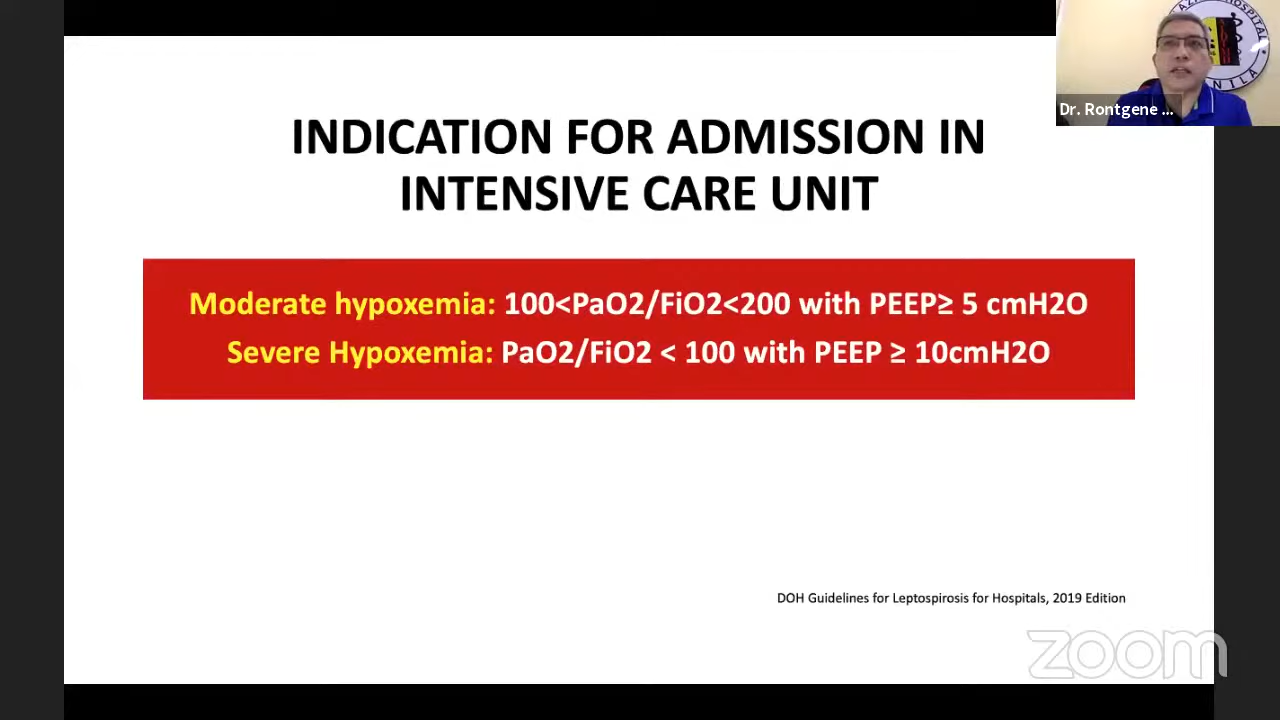 Dr. Rontgene ...
INDICATION FOR ADMISSION IN
INTENSIVE CARE UNIT
Moderate hypoxemia: 100<PaO2/FiO2<200 with PEEP≥ 5 cmH2O
Severe Hypoxemia: PaO2/FiO2 < 100 with PEEP ≥ 10cmH2O
DOH Guidelines for Leptospirosis for Hospitals, 2019 Edition
zoom